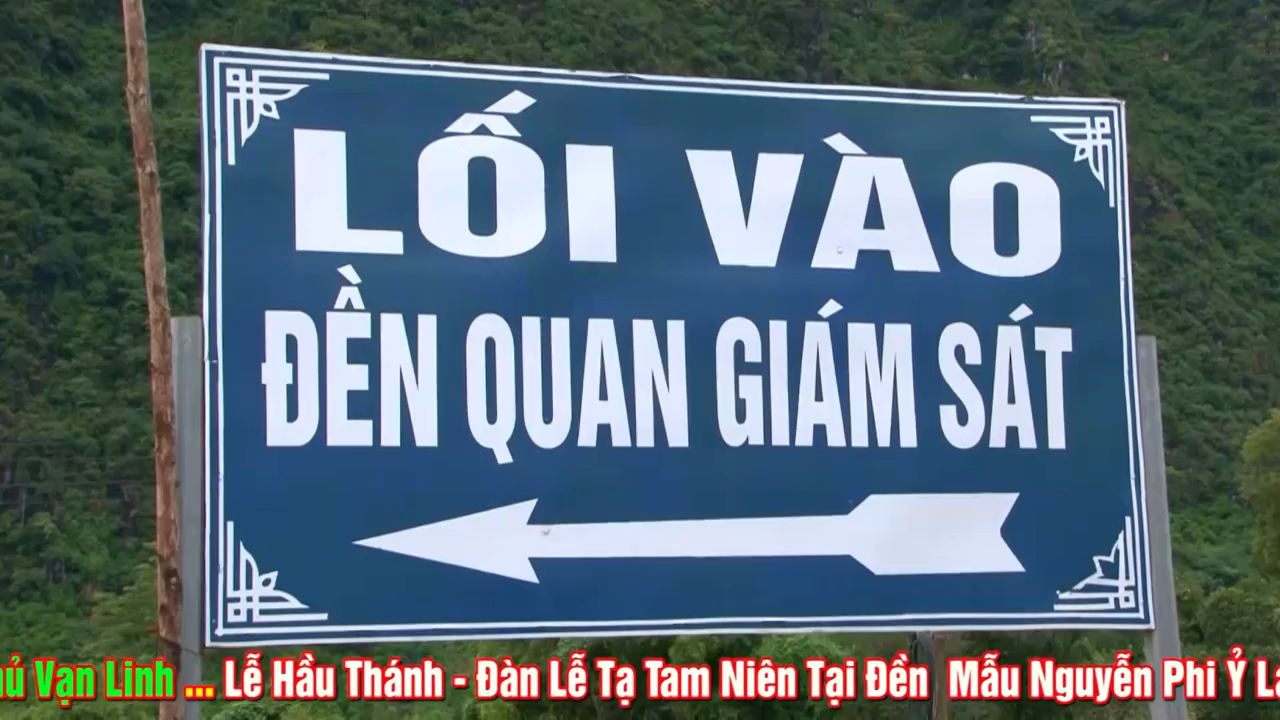 LỐI VÀO
ĐỀN QUAN GIÁM SÁT
Vạn Linh ... Lễ Hầu Thánh - Đàn Lễ Tạ Tam Niên Tại Đền Mẫu Nguyễn Phi Ỷ